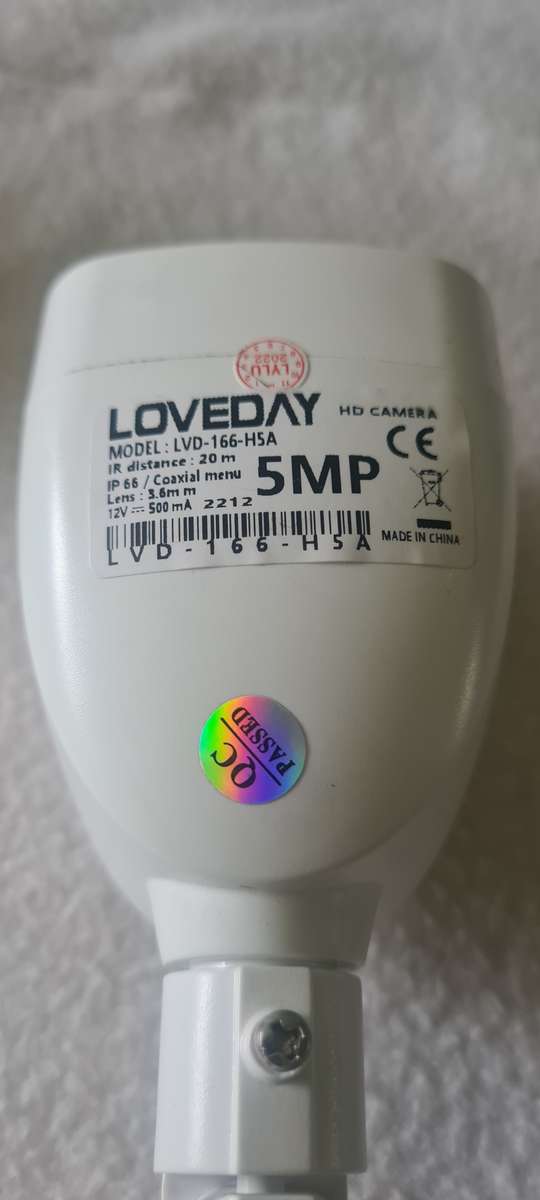 LYLU
2022
LOVEDAY HD CAMERA
MODEL : LVD-166-H5A
IR distance : 20 m
IP 66 / Coaxial menu
Lens : 3.6m m
12V ⎓ 500 mA 2212
5MP
CE
LVD-166-H5A
MADE IN CHINA
QC
PASSED